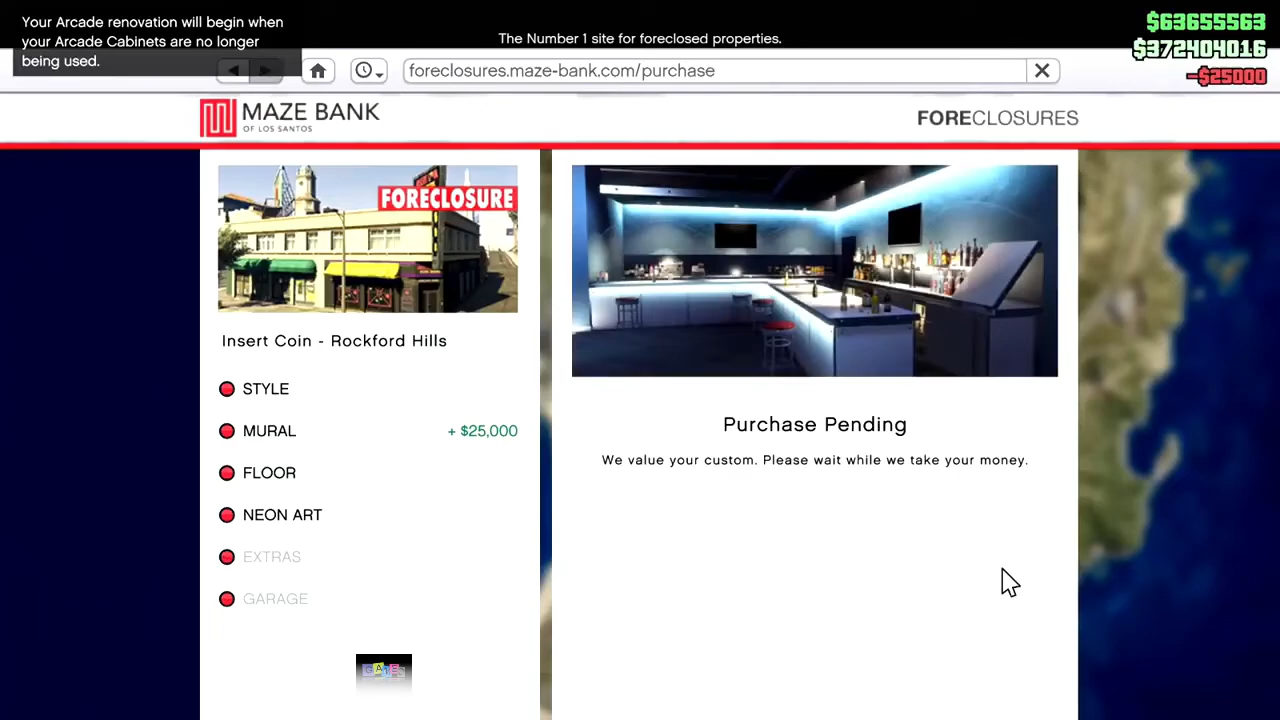 Your Arcade renovation will begin when
your Arcade Cabinets are no longer
being used.
The Number 1 site for foreclosed properties.
$63655563
$372404016
-$25000
foreclosures.maze-bank.com/purchase
MAZE BANK
OF LOS SANTOS
FORECLOSURES
FORECLOSURE
Insert Coin - Rockford Hills
STYLE
MURAL + $25,000
FLOOR
NEON ART
EXTRAS
GARAGE
Purchase Pending
We value your custom. Please wait while we take your money.